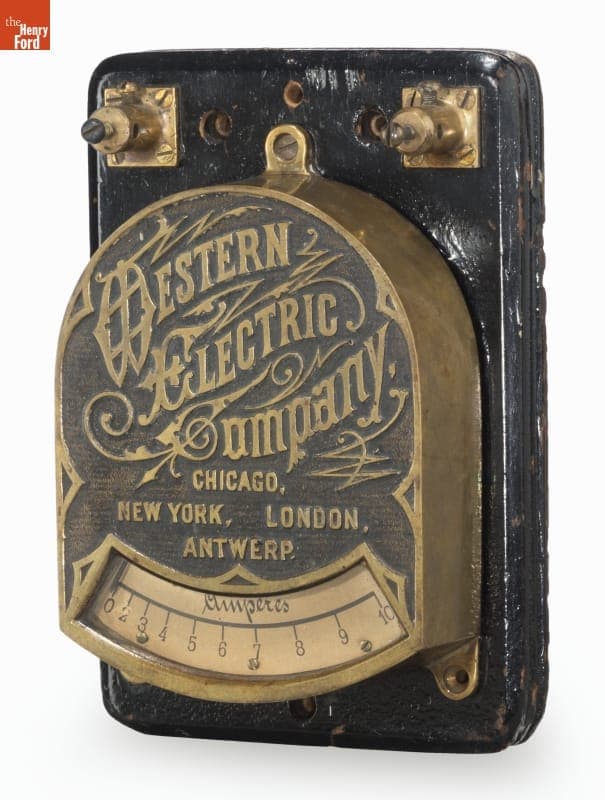 the
Henry
Ford
WESTERN
ELECTRIC
Company,
CHICAGO,
NEW YORK, LONDON,
ANTWERP.
Amperes
0 2 3 4 5 6 7 8 9 10